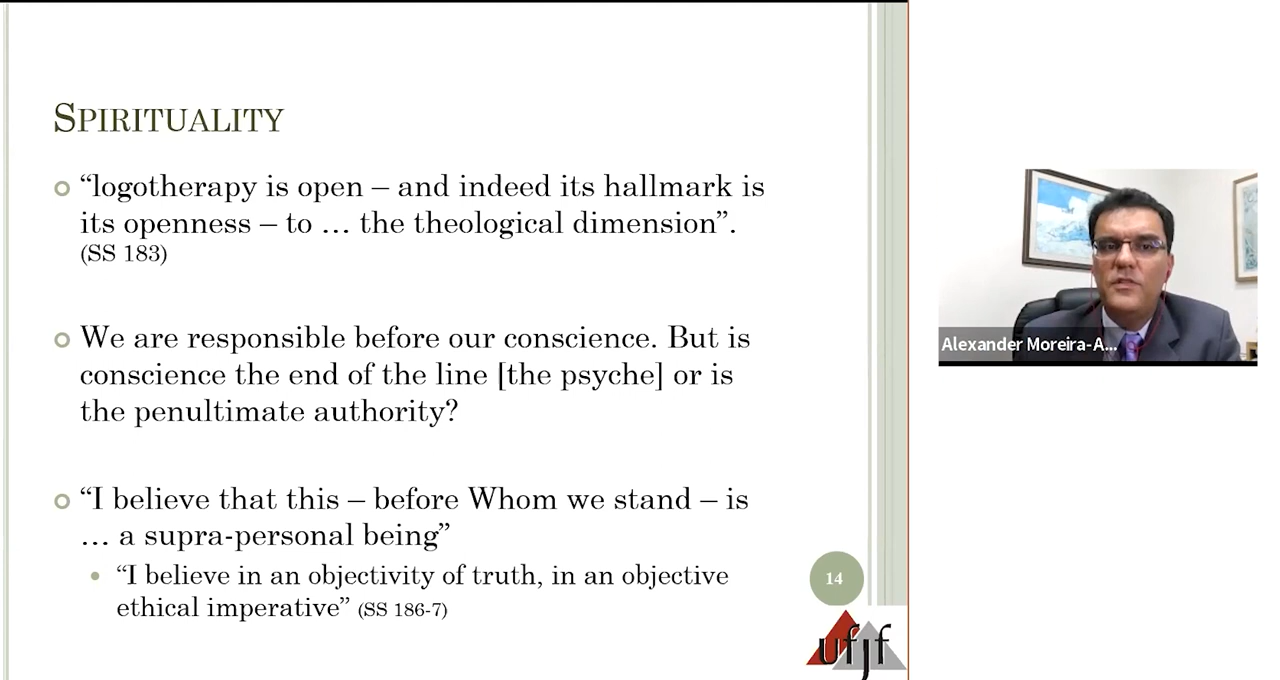 SPIRITUALITY
“logotherapy is open – and indeed its hallmark is
its openness – to … the theological dimension”.
(SS 183)
We are responsible before our conscience. But is
conscience the end of the line [the psyche] or is
the penultimate authority?
“I believe that this – before Whom we stand – is
… a supra-personal being”
“I believe in an objectivity of truth, in an objective
ethical imperative” (SS 186-7)
14
ufjf
Alexander Moreira-A...